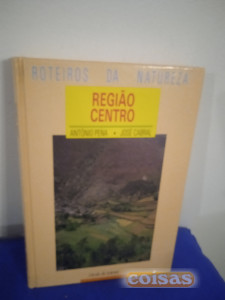 ROTEIROS DA NATUREZA
REGIÃO
CENTRO
ANTÓNIO PENA • JOSÉ CABRAL
coisas